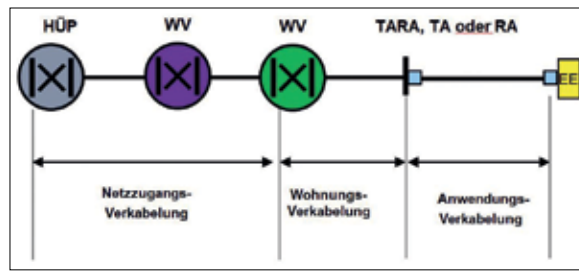 HÜP WV WV TARA, TA oder RA
EE
Netzzugangs-
Verkabelung
Wohnungs-
Verkabelung
Anwendungs-
Verkabelung